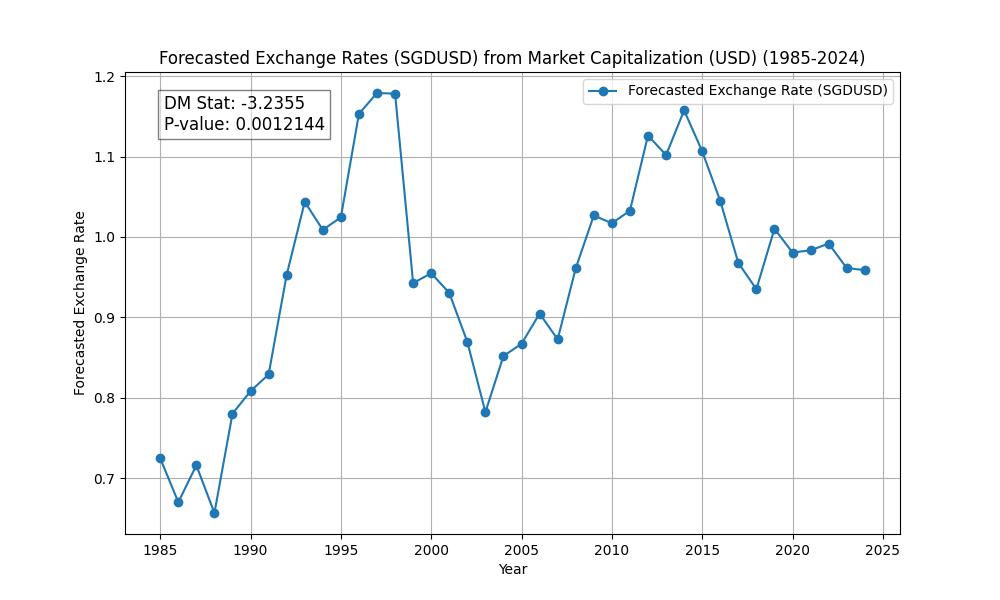 Forecasted Exchange Rates (SGDUSD) from Market Capitalization (USD) (1985-2024)
DM Stat: -3.2355
P-value: 0.0012144
Forecasted Exchange Rate (SGDUSD)
Forecasted Exchange Rate
1.2
1.1
1.0
0.9
0.8
0.7
1985 1990 1995 2000 2005 2010 2015 2020 2025
Year